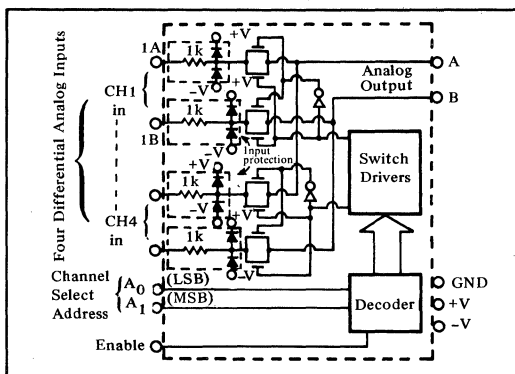 Four Differential Analog Inputs
1A
1k
+V
-V
CH1
in
+V
1k
1B
-V
Input
protection
+V
1k
-V
+V
CH4
in
1k
-V
Analog
Output
A
B
Switch
Drivers
Channel
Select
Address
A0
(LSB)
A1
(MSB)
Enable
Decoder
GND
+V
-V